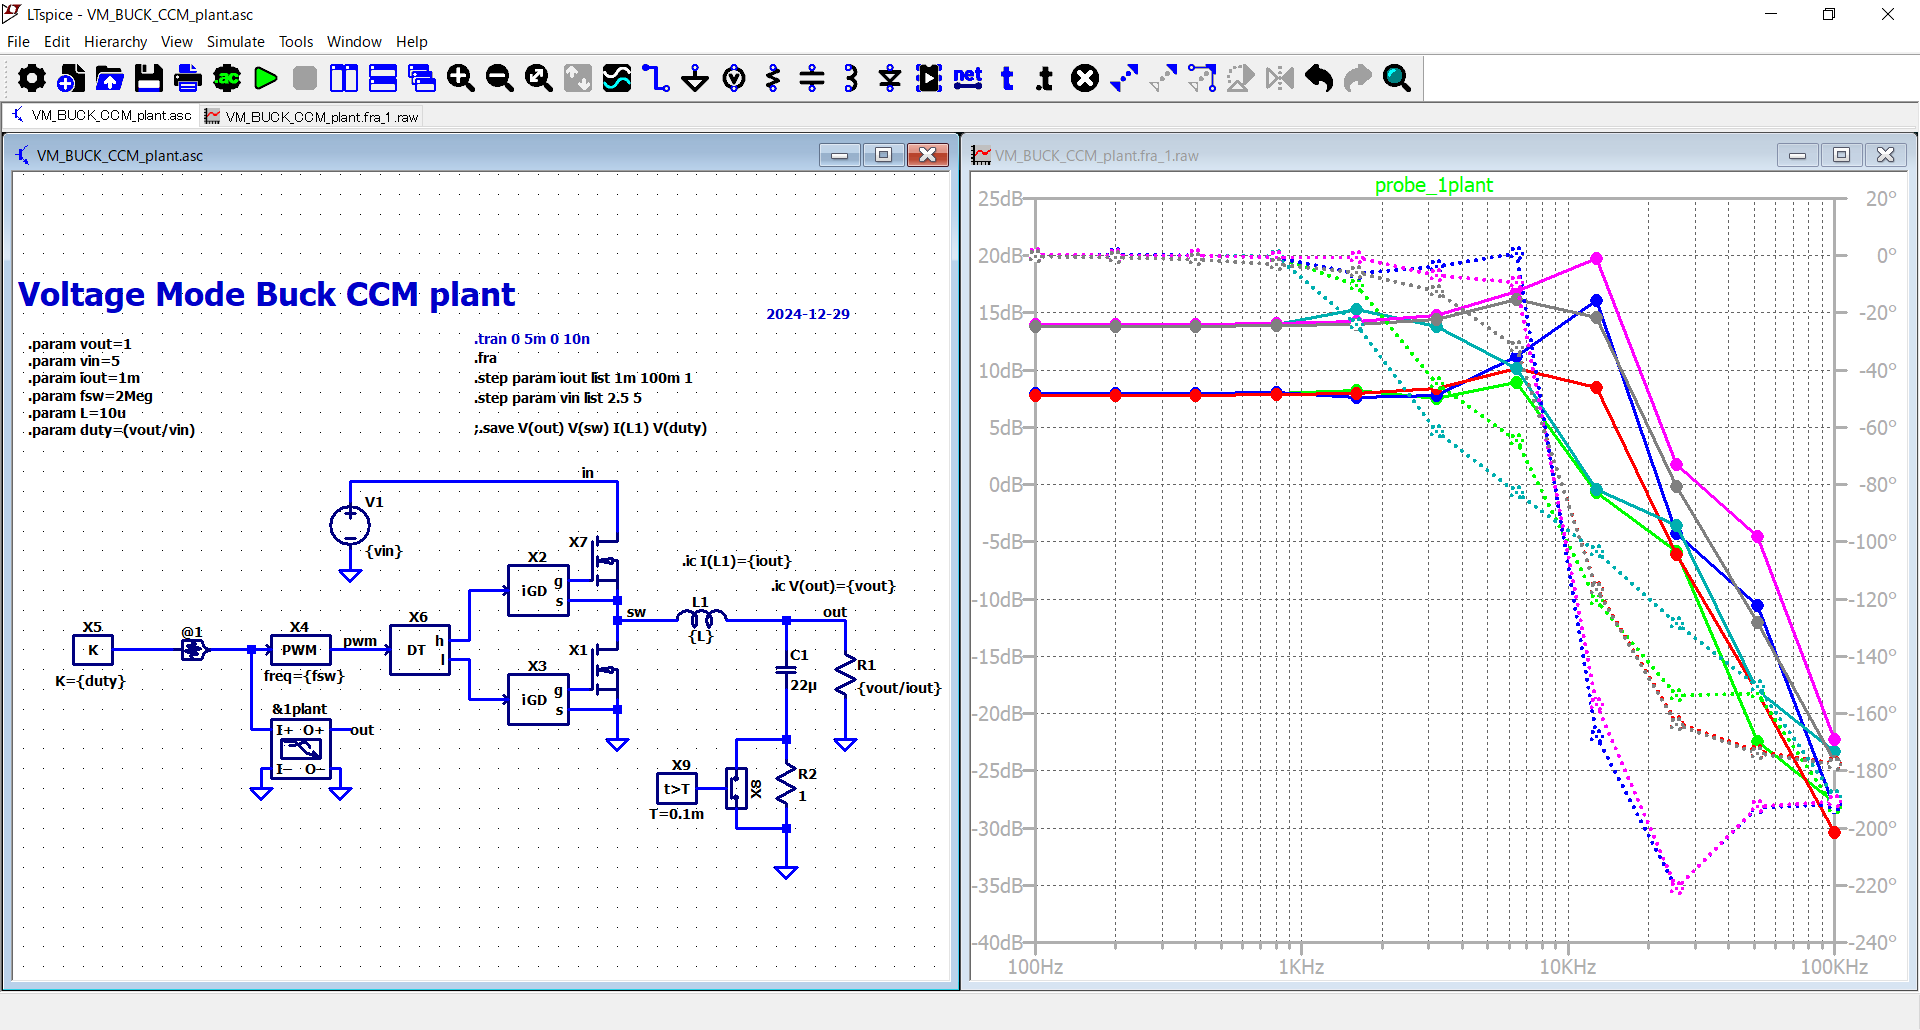 LTspice - VM_BUCK_CCM_plant.asc
File Edit Hierarchy View Simulate Tools Window Help
.ac
net
t
.t
VM_BUCK_CCM_plant.asc
VM_BUCK_CCM_plant.fra_1.raw
VM_BUCK_CCM_plant.asc
Voltage Mode Buck CCM plant
2024-12-29
.param vout=1
.param vin=5
.param iout=1m
.param fsw=2Meg
.param L=10u
.param duty=(vout/vin)
.tran 0 5m 0 10n
.fra
.step param iout list 1m 100m 1
.step param vin list 2.5 5
;.save V(out) V(sw) I(L1) V(duty)
in
V1
{vin}
X7
X2
iGD
g
s
.ic I(L1)={iout}
.ic V(out)={vout}
sw
L1
{L}
out
X5
K
K={duty}
@1
X4
PWM
freq={fsw}
pwm
X6
DT
h
l
X3
iGD
g
s
X1
C1
22µ
R1
{vout/iout}
&1plant
I+ O+
I− O−
out
X9
t>T
T=0.1m
X8
R2
1
VM_BUCK_CCM_plant.fra_1.raw
probe_1plant
25dB
20dB
15dB
10dB
5dB
0dB
-5dB
-10dB
-15dB
-20dB
-25dB
-30dB
-35dB
-40dB
20°
0°
-20°
-40°
-60°
-80°
-100°
-120°
-140°
-160°
-180°
-200°
-220°
-240°
100Hz
1KHz
10KHz
100KHz